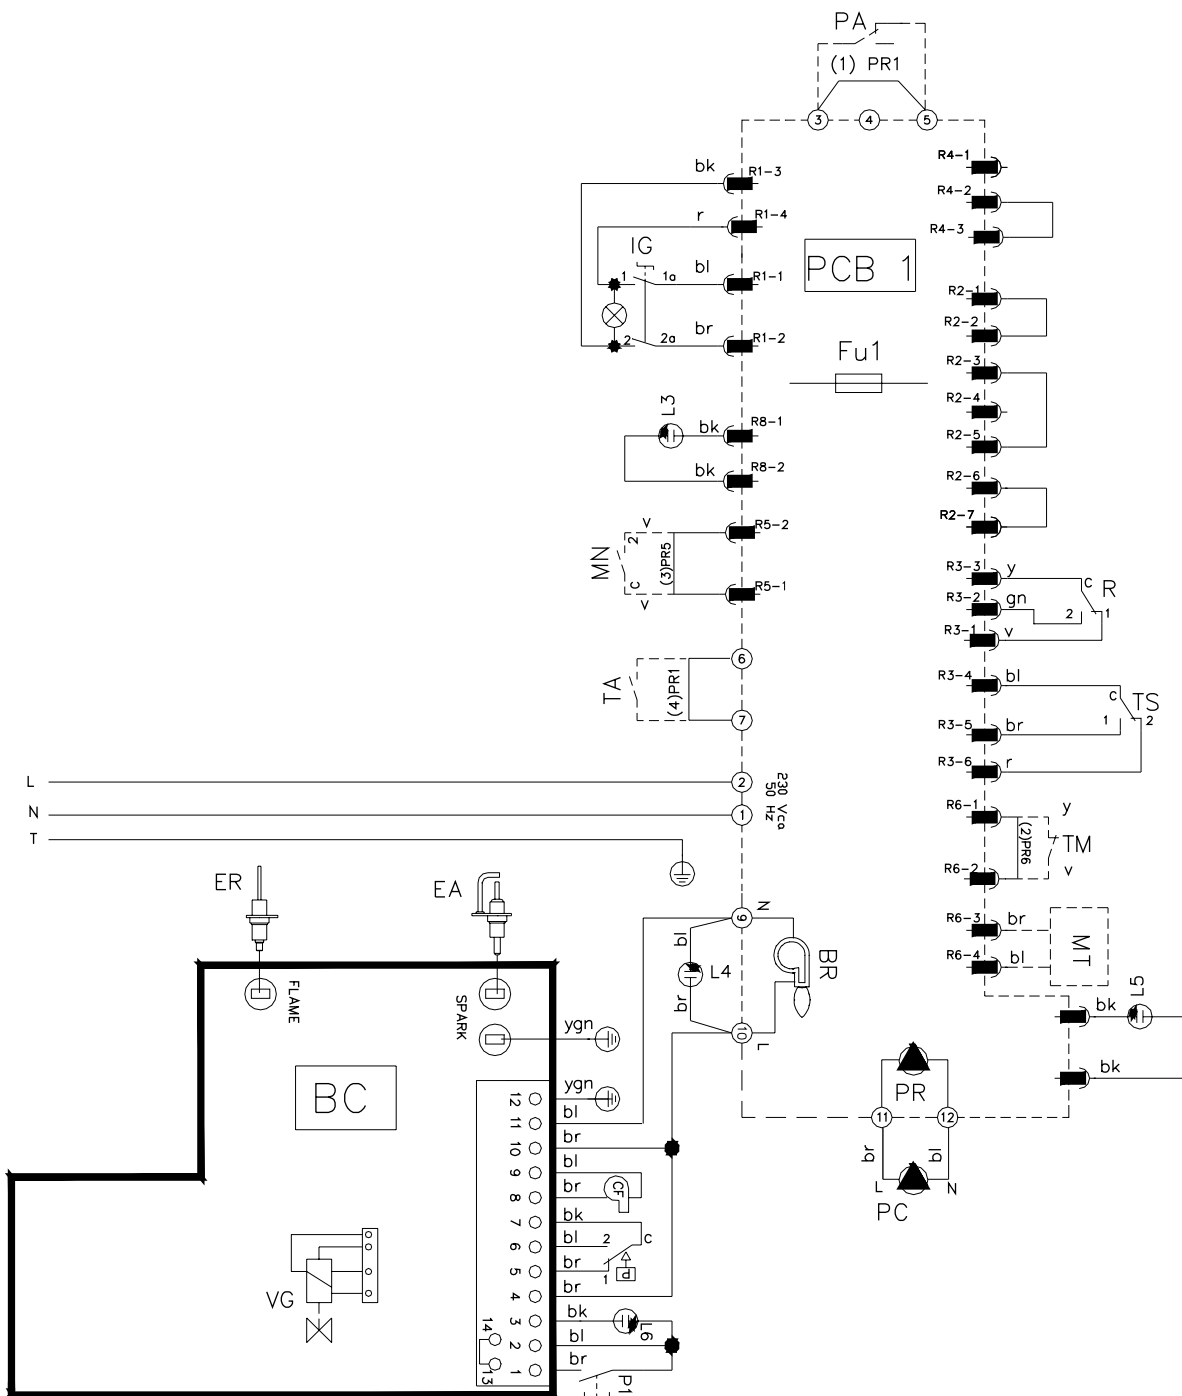 PA
(1) PR1
3 4 5
bk R1-3
r R1-4
IG
1 1a bl R1-1
2 2a br R1-2
PCB 1
Fu1
L3
bk R8-1
bk R8-2
MN
v R5-2
2
(3)PR5
C
v R5-1
TA
(4)PR1
6
7
L 2
N 1
T
230 Vca
50 Hz
R4-1
R4-2
R4-3
R2-1
R2-2
R2-3
R2-4
R2-5
R2-6
R2-7
R3-3 y
R3-2 gn
R3-1 v
C R
2 1
R3-4 bl
R3-5 br
R3-6 r
C TS
1 2
R6-1 y
(2)PR6
TM
R6-2 v
R6-3 br
R6-4 bl
MT
bk L5
bk
ER
EA
FLAME
SPARK
9 N
bl
L4
br
10 L
BR
PR
11 12
br bl
L N
PC
BC
VG
ygn
12 ygn
11 bl
10 br
9 bl
8 br
CF
7 bk
6 bl
2 C
5 br
1 P
4 br
3 bk
L6
2 bl
1 br
14
13
P1